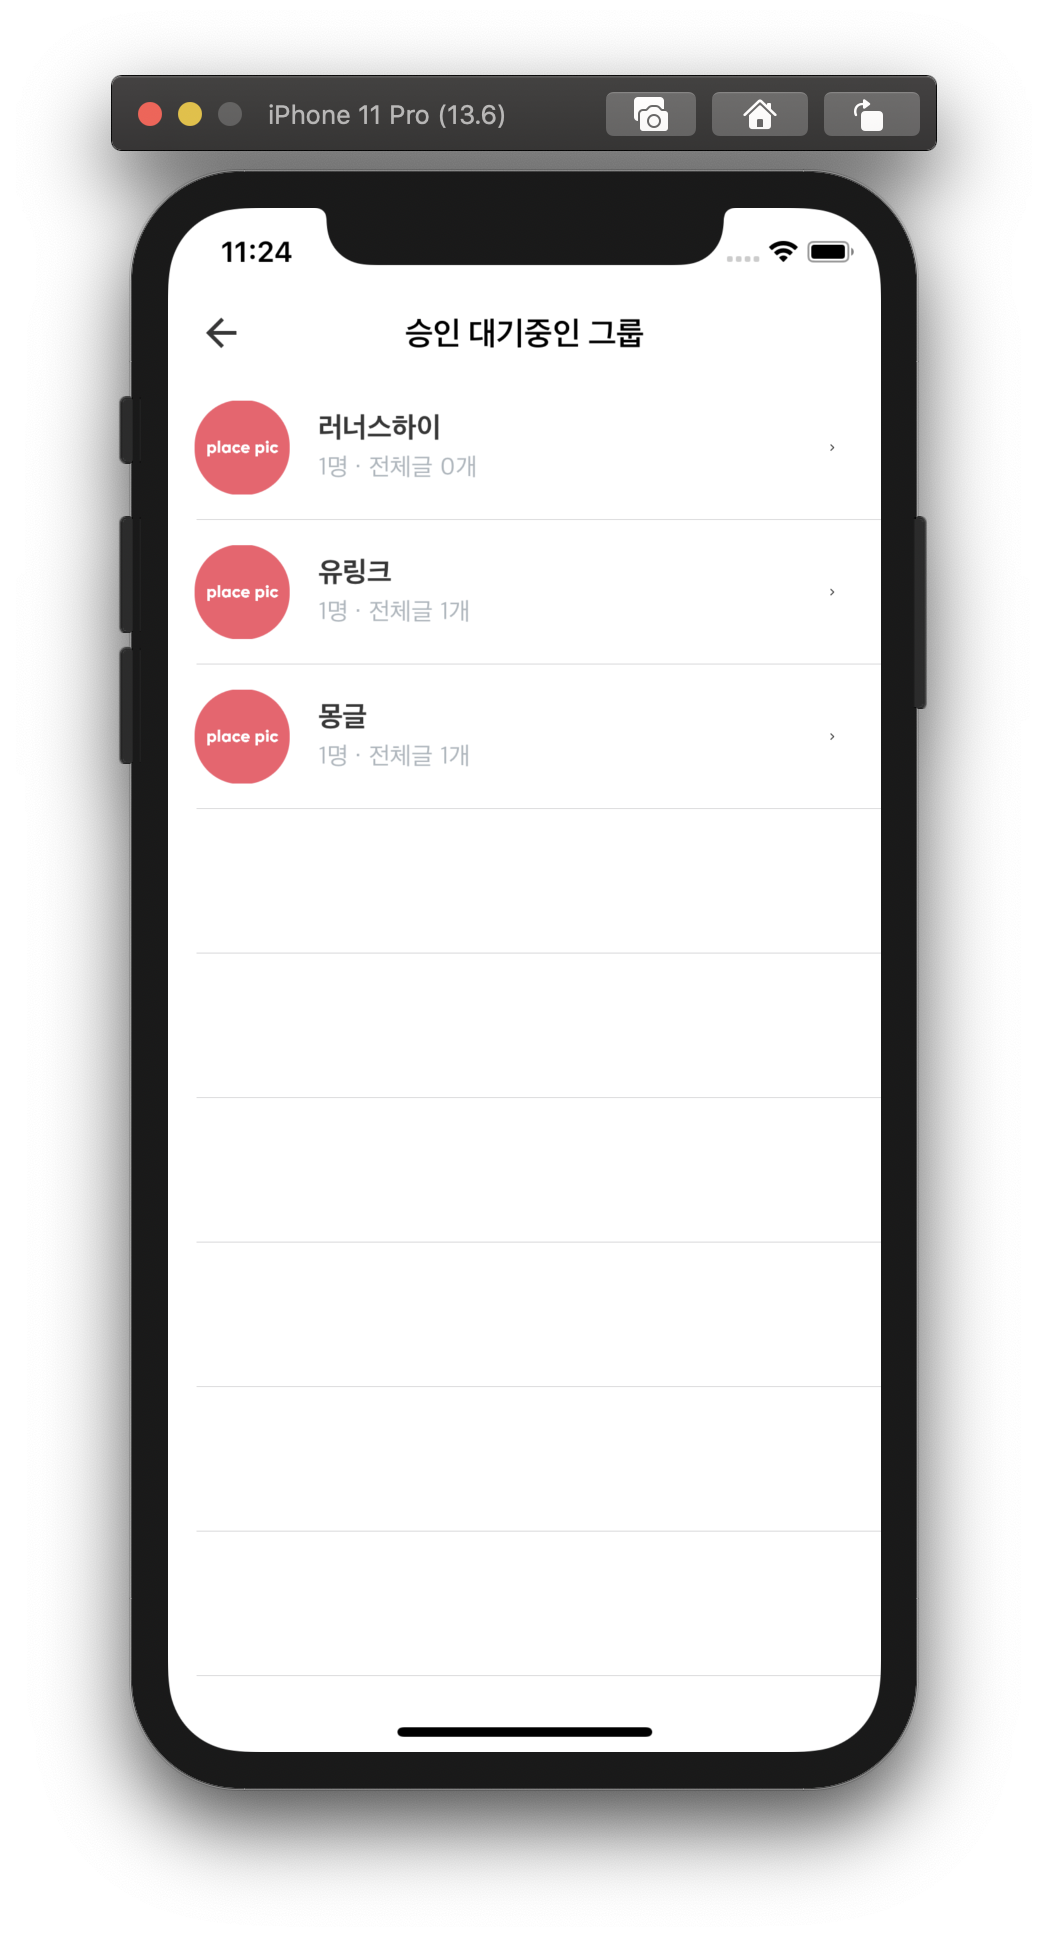 iPhone 11 Pro (13.6)
11:24
승인 대기중인 그룹
place pic
러너스하이
1명 · 전체글 0개
place pic
유링크
1명 · 전체글 1개
place pic
몽글
1명 · 전체글 1개